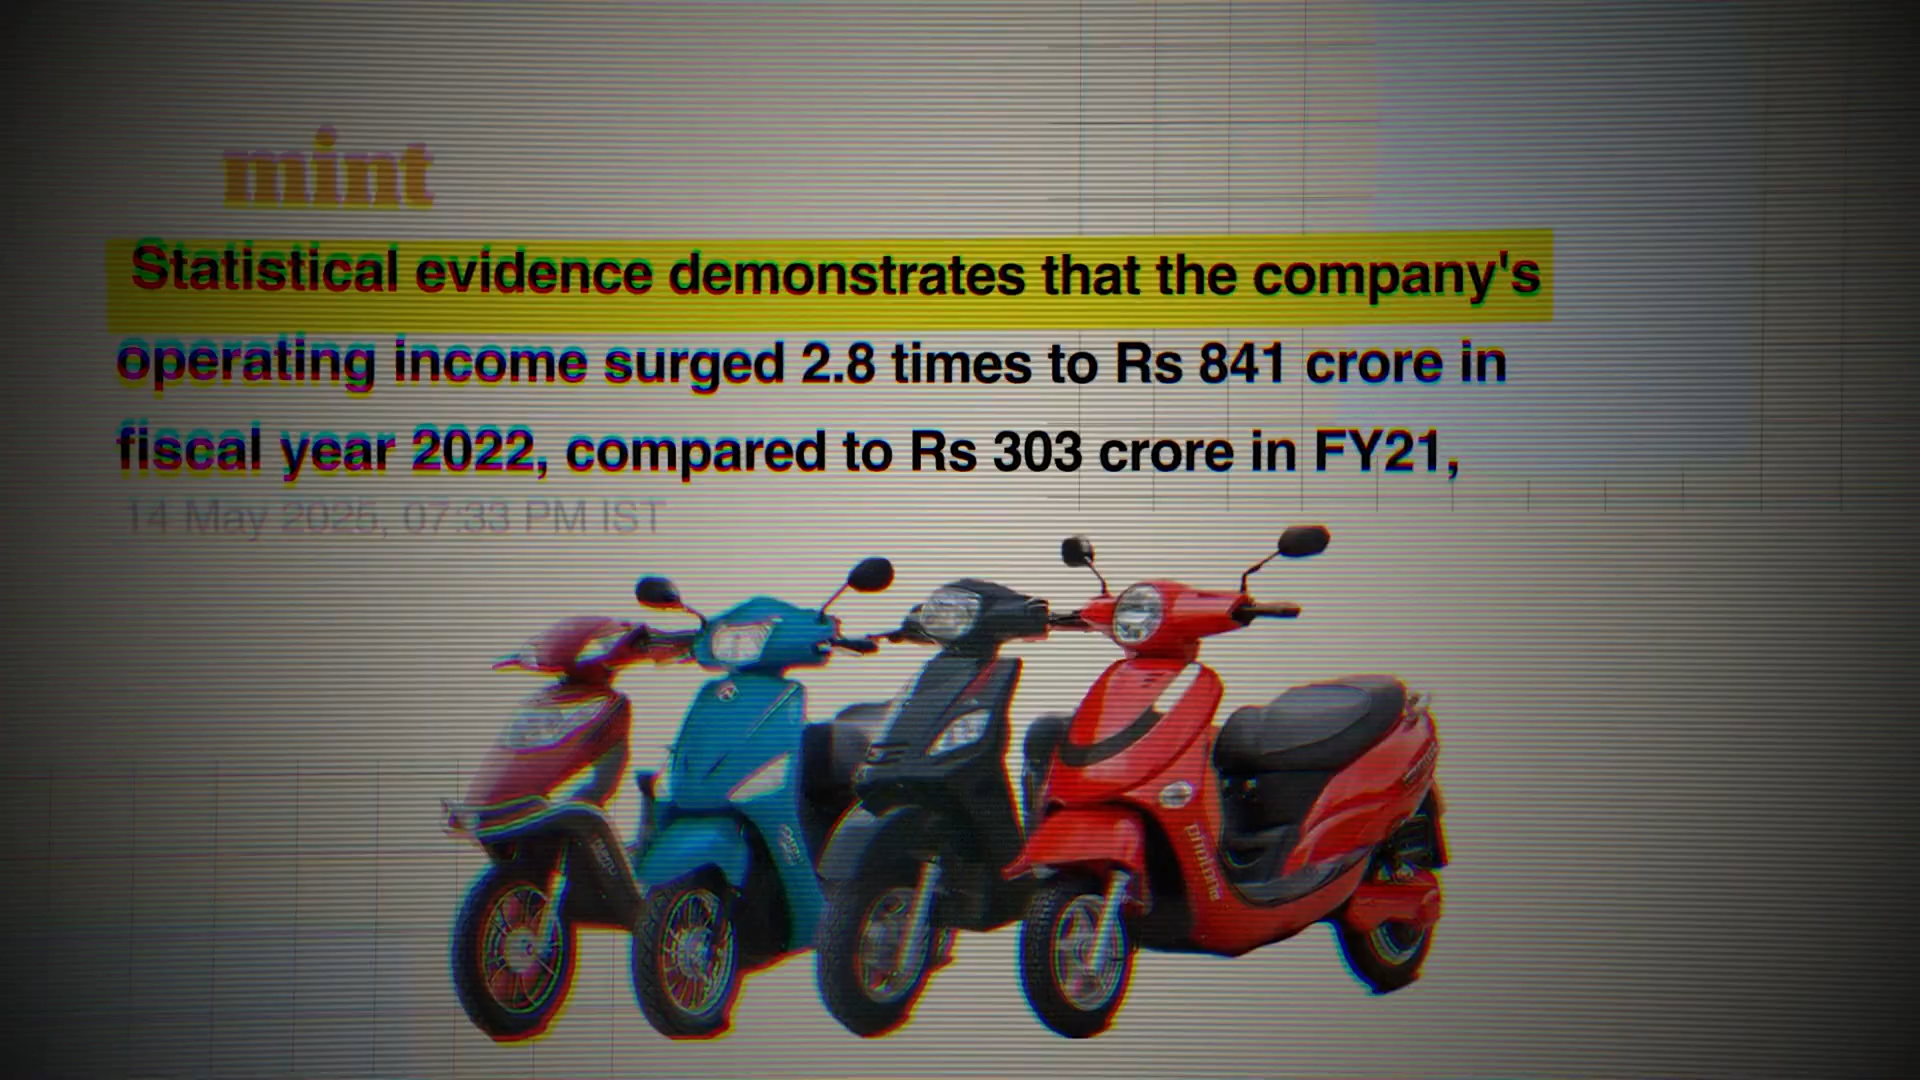 mint
Statistical evidence demonstrates that the company's
operating income surged 2.8 times to Rs 841 crore in
fiscal year 2022, compared to Rs 303 crore in FY21,
14 May 2025, 07:33 PM IST